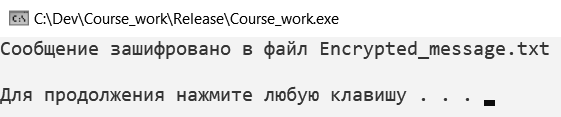 C:\Dev\Course_work\Release\Course_work.exe
Сообщение зашифровано в файл Encrypted_message.txt
Для продолжения нажмите любую клавишу . . .